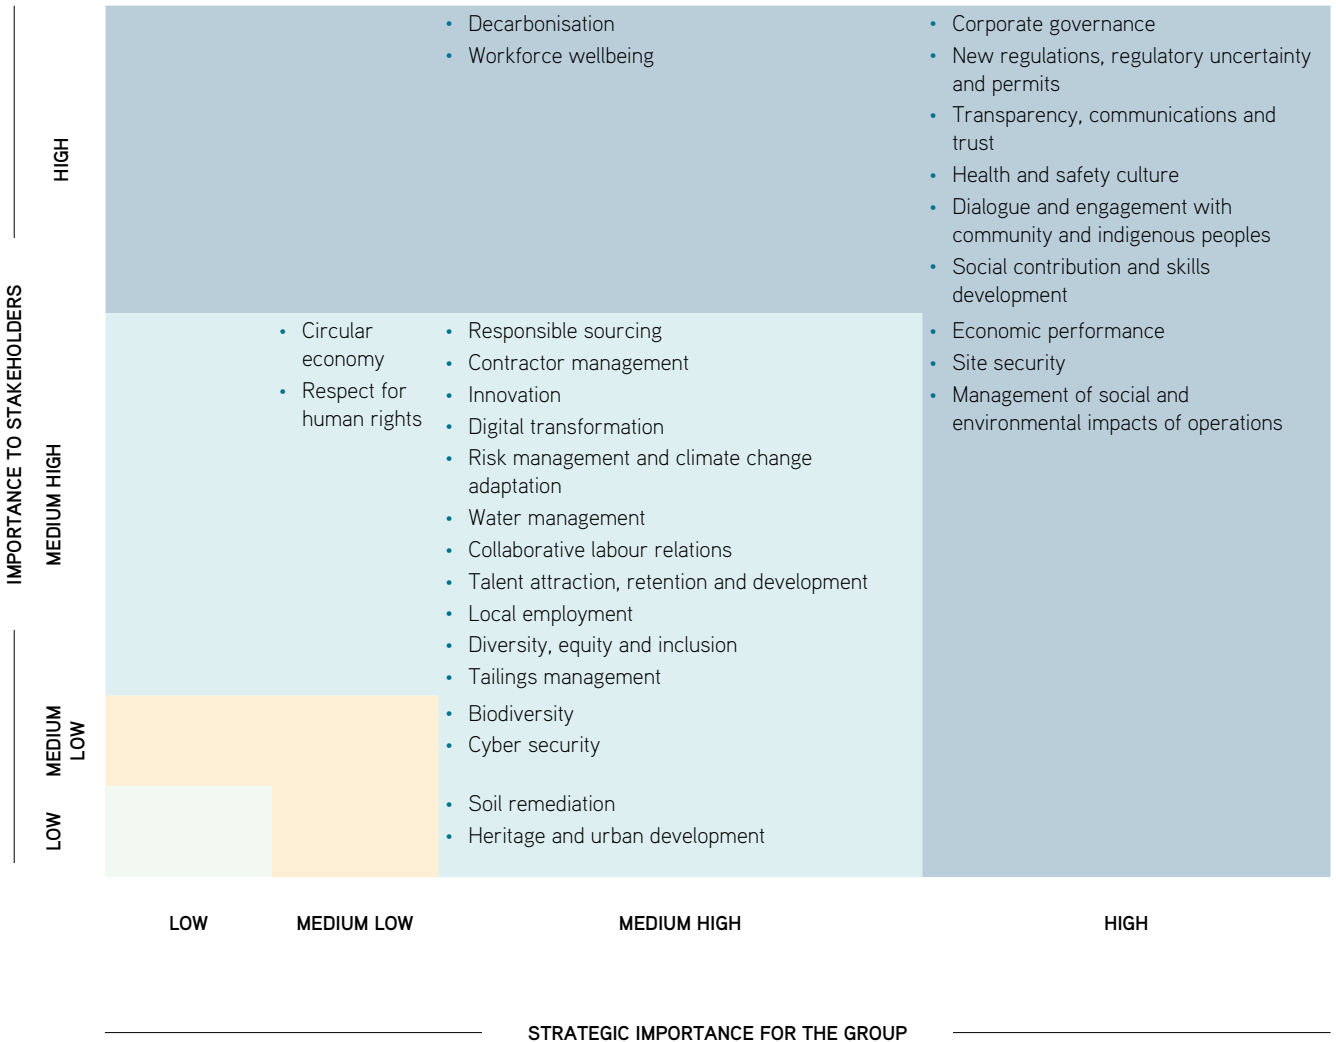 IMPORTANCE TO STAKEHOLDERS
HIGH
• Decarbonisation
• Workforce wellbeing
• Corporate governance
• New regulations, regulatory uncertainty
and permits
• Transparency, communications and
trust
• Health and safety culture
• Dialogue and engagement with
community and indigenous peoples
• Social contribution and skills
development
MEDIUM HIGH
• Circular
economy
• Respect for
human rights
• Responsible sourcing
• Contractor management
• Innovation
• Digital transformation
• Risk management and climate change
adaptation
• Water management
• Collaborative labour relations
• Talent attraction, retention and development
• Local employment
• Diversity, equity and inclusion
• Tailings management
• Economic performance
• Site security
• Management of social and
environmental impacts of operations
MEDIUM
LOW
• Biodiversity
• Cyber security
LOW
• Soil remediation
• Heritage and urban development
LOW
MEDIUM LOW
MEDIUM HIGH
HIGH
STRATEGIC IMPORTANCE FOR THE GROUP